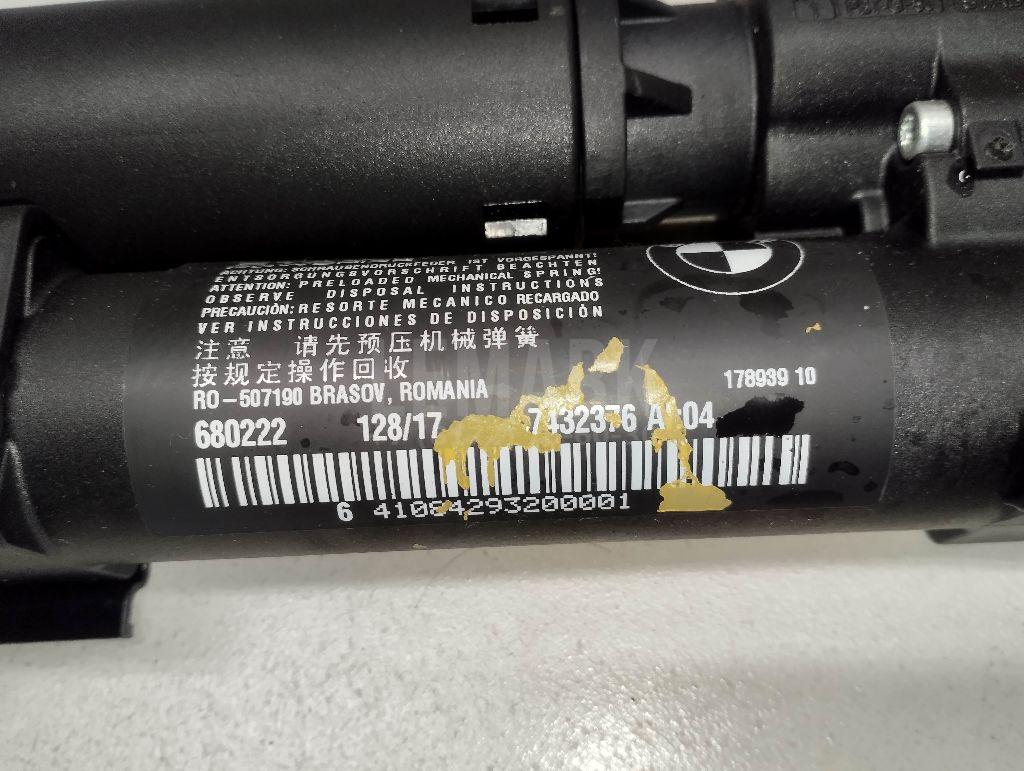 ACHTUNG: SCHRAUBENDRUCKFEDER IST VORGESPANNT!
ENTSORGUNGSVORSCHRIFT BEACHTEN
ATTENTION: PRELOADED MECHANICAL SPRING!
OBSERVE DISPOSAL INSTRUCTIONS
PRECAUCIÓN: RESORTE MECANICO RECARGADO
VER INSTRUCCIONES DE DISPOSICIÓN
注意 请先预压机械弹簧
按规定操作回收
RO-507190 BRASOV, ROMANIA
178939 10
680222 128/17 7432376 04
6 41084293200001